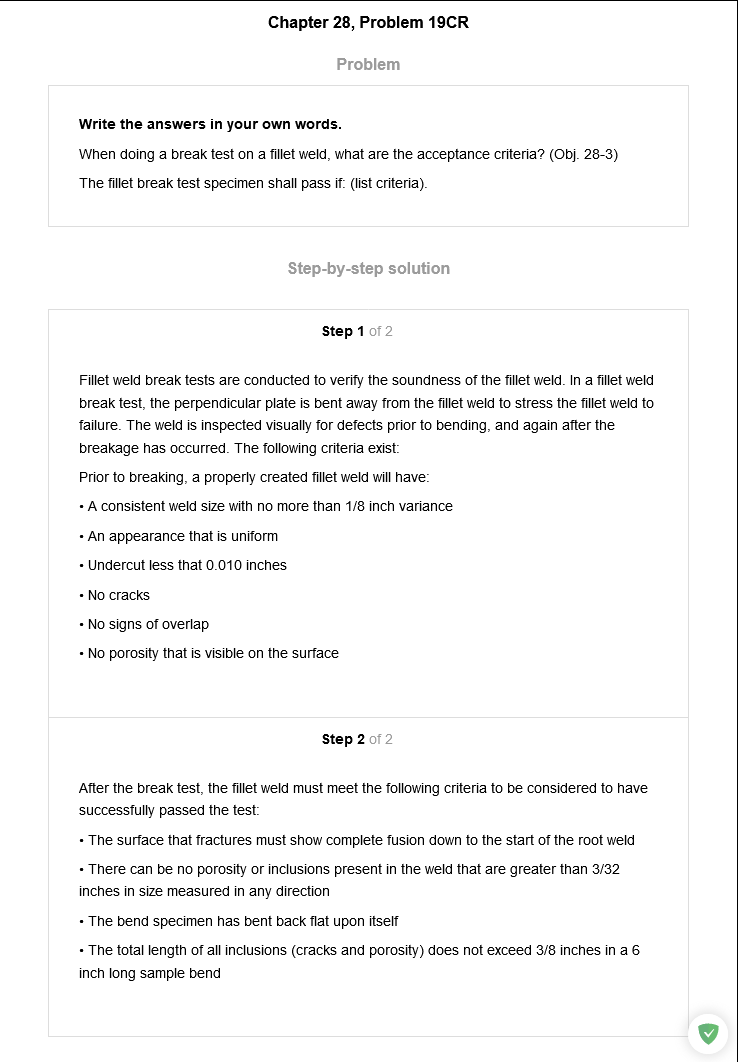 Chapter 28, Problem 19CR
Problem
Write the answers in your own words.
When doing a break test on a fillet weld, what are the acceptance criteria? (Obj. 28-3)
The fillet break test specimen shall pass if: (list criteria).
Step-by-step solution
Step 1 of 2
Fillet weld break tests are conducted to verify the soundness of the fillet weld. In a fillet weld
break test, the perpendicular plate is bent away from the fillet weld to stress the fillet weld to
failure. The weld is inspected visually for defects prior to bending, and again after the
breakage has occurred. The following criteria exist:
Prior to breaking, a properly created fillet weld will have:
• A consistent weld size with no more than 1/8 inch variance
• An appearance that is uniform
• Undercut less that 0.010 inches
• No cracks
• No signs of overlap
• No porosity that is visible on the surface
Step 2 of 2
After the break test, the fillet weld must meet the following criteria to be considered to have
successfully passed the test:
• The surface that fractures must show complete fusion down to the start of the root weld
• There can be no porosity or inclusions present in the weld that are greater than 3/32
inches in size measured in any direction
• The bend specimen has bent back flat upon itself
• The total length of all inclusions (cracks and porosity) does not exceed 3/8 inches in a 6
inch long sample bend